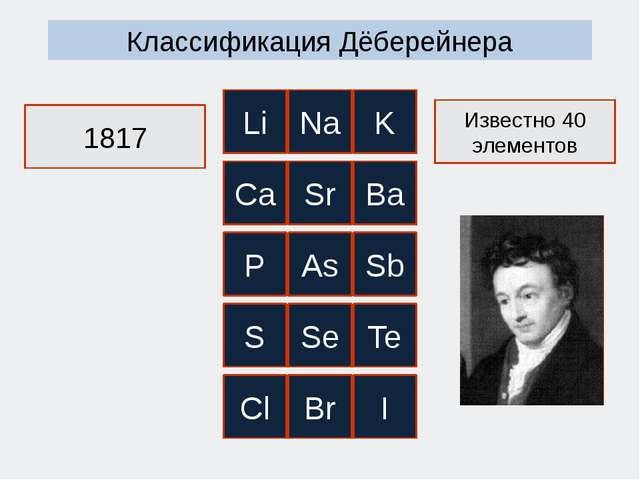 Классификация Дёберейнера
1817
Известно 40
элементов
Li Na K
Ca Sr Ba
P As Sb
S Se Te
Cl Br I